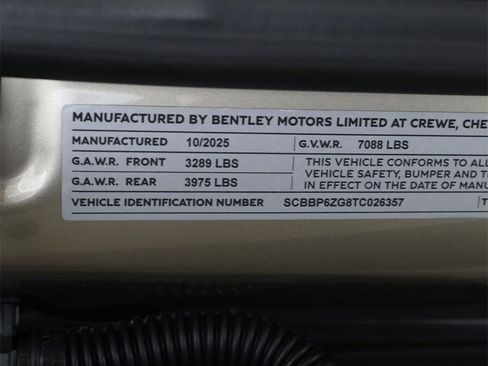 MANUFACTURED BY BENTLEY MOTORS LIMITED AT CREWE, CHE
MANUFACTURED 10/2025 G.V.W.R. 7088 LBS
G.A.W.R. FRONT 3289 LBS THIS VEHICLE CONFORMS TO ALL
VEHICLE SAFETY, BUMPER AND T
G.A.W.R. REAR 3975 LBS IN EFFECT ON THE DATE OF MANU
VEHICLE IDENTIFICATION NUMBER SCBBP6ZG8TC026357 T